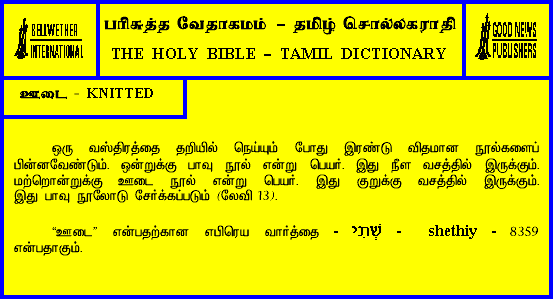 BELLWETHER
INTERNATIONAL
பரிசுத்த வேதாகமம் – தமிழ் சொல்லகராதி
THE HOLY BIBLE – TAMIL DICTIONARY
GOOD NEWS
PUBLISHERS
ஊடை - KNITTED
ஒரு வஸ்திரத்தை தறியில் நெய்யும் போது இரண்டு விதமான நூல்களைப்
பின்னவேண்டும். ஒன்றுக்கு பாவு நூல் என்று பெயர். இது நீள வசத்தில் இருக்கும்.
மற்றொன்றுக்கு ஊடை நூல் என்று பெயர். இது குறுக்கு வசத்தில் இருக்கும்.
இது பாவு நூலோடு சேர்க்கப்படும் (லேவி 13).
“ஊடை” என்பதற்கான எபிரெய வார்த்தை - שְׁתִי - shethiy - 8359
என்பதாகும்.